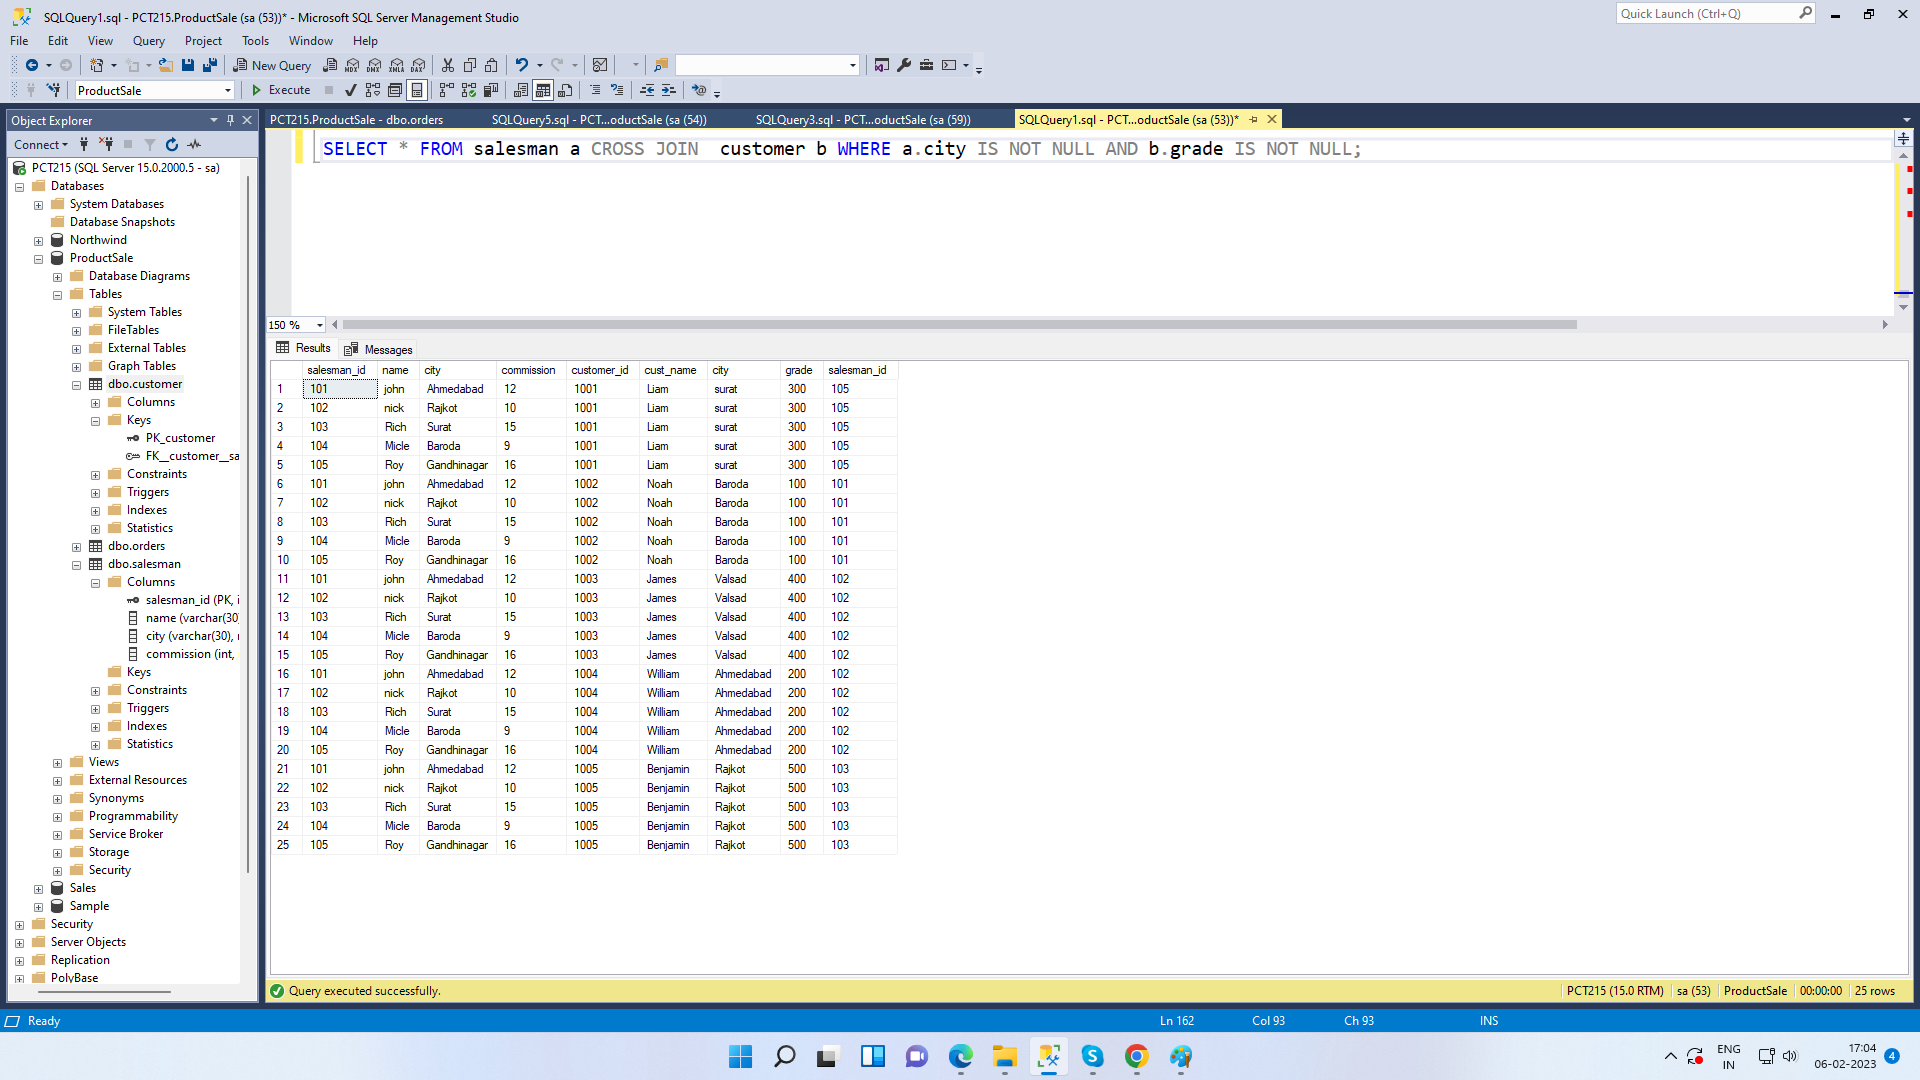 SQLQuery1.sql - PCT215.ProductSale (sa (53))* - Microsoft SQL Server Management Studio
Quick Launch (Ctrl+Q)
File Edit View Query Project Tools Window Help
New Query MDX DMX XMLA DAX
ProductSale Execute
Object Explorer
Connect
PCT215 (SQL Server 15.0.2000.5 - sa)
Databases
System Databases
Database Snapshots
Northwind
ProductSale
Database Diagrams
Tables
System Tables
FileTables
External Tables
Graph Tables
dbo.customer
Columns
Keys
PK_customer
FK__customer__sa
Constraints
Triggers
Indexes
Statistics
dbo.orders
dbo.salesman
Columns
salesman_id (PK, i
name (varchar(30)
city (varchar(30), n
commission (int,
Keys
Constraints
Triggers
Indexes
Statistics
Views
External Resources
Synonyms
Programmability
Service Broker
Storage
Security
Sales
Sample
Security
Server Objects
Replication
PolyBase
PCT215.ProductSale - dbo.orders SQLQuery5.sql - PCT...oductSale (sa (54)) SQLQuery3.sql - PCT...oductSale (sa (59)) SQLQuery1.sql - PCT...oductSale (sa (53))*
SELECT * FROM salesman a CROSS JOIN  customer b WHERE a.city IS NOT NULL AND b.grade IS NOT NULL;
150 %
Results Messages
salesman_id name city commission customer_id cust_name city grade salesman_id
1 101 john Ahmedabad 12 1001 Liam surat 300 105
2 102 nick Rajkot 10 1001 Liam surat 300 105
3 103 Rich Surat 15 1001 Liam surat 300 105
4 104 Micle Baroda 9 1001 Liam surat 300 105
5 105 Roy Gandhinagar 16 1001 Liam surat 300 105
6 101 john Ahmedabad 12 1002 Noah Baroda 100 101
7 102 nick Rajkot 10 1002 Noah Baroda 100 101
8 103 Rich Surat 15 1002 Noah Baroda 100 101
9 104 Micle Baroda 9 1002 Noah Baroda 100 101
10 105 Roy Gandhinagar 16 1002 Noah Baroda 100 101
11 101 john Ahmedabad 12 1003 James Valsad 400 102
12 102 nick Rajkot 10 1003 James Valsad 400 102
13 103 Rich Surat 15 1003 James Valsad 400 102
14 104 Micle Baroda 9 1003 James Valsad 400 102
15 105 Roy Gandhinagar 16 1003 James Valsad 400 102
16 101 john Ahmedabad 12 1004 William Ahmedabad 200 102
17 102 nick Rajkot 10 1004 William Ahmedabad 200 102
18 103 Rich Surat 15 1004 William Ahmedabad 200 102
19 104 Micle Baroda 9 1004 William Ahmedabad 200 102
20 105 Roy Gandhinagar 16 1004 William Ahmedabad 200 102
21 101 john Ahmedabad 12 1005 Benjamin Rajkot 500 103
22 102 nick Rajkot 10 1005 Benjamin Rajkot 500 103
23 103 Rich Surat 15 1005 Benjamin Rajkot 500 103
24 104 Micle Baroda 9 1005 Benjamin Rajkot 500 103
25 105 Roy Gandhinagar 16 1005 Benjamin Rajkot 500 103
Query executed successfully. PCT215 (15.0 RTM) sa (53) ProductSale 00:00:00 25 rows
Ready Ln 162 Col 93 Ch 93 INS
ENG 17:04
IN 06-02-2023 4